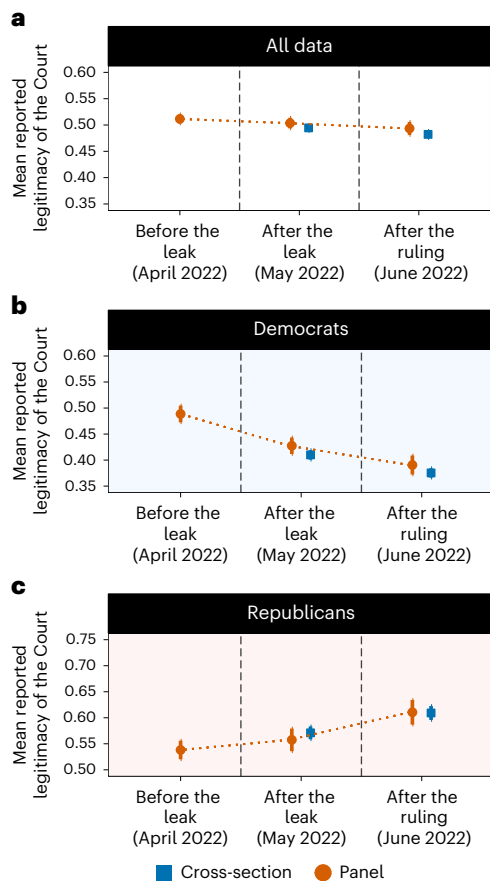 a
All data
Mean reported
legitimacy of the Court
0.60
0.55
0.50
0.45
0.40
0.35
Before the
leak
(April 2022)
After the
leak
(May 2022)
After the
ruling
(June 2022)
b
Democrats
Mean reported
legitimacy of the Court
0.60
0.55
0.50
0.45
0.40
0.35
Before the
leak
(April 2022)
After the
leak
(May 2022)
After the
ruling
(June 2022)
c
Republicans
Mean reported
legitimacy of the Court
0.75
0.70
0.65
0.60
0.55
0.50
Before the
leak
(April 2022)
After the
leak
(May 2022)
After the
ruling
(June 2022)
Cross-section
Panel